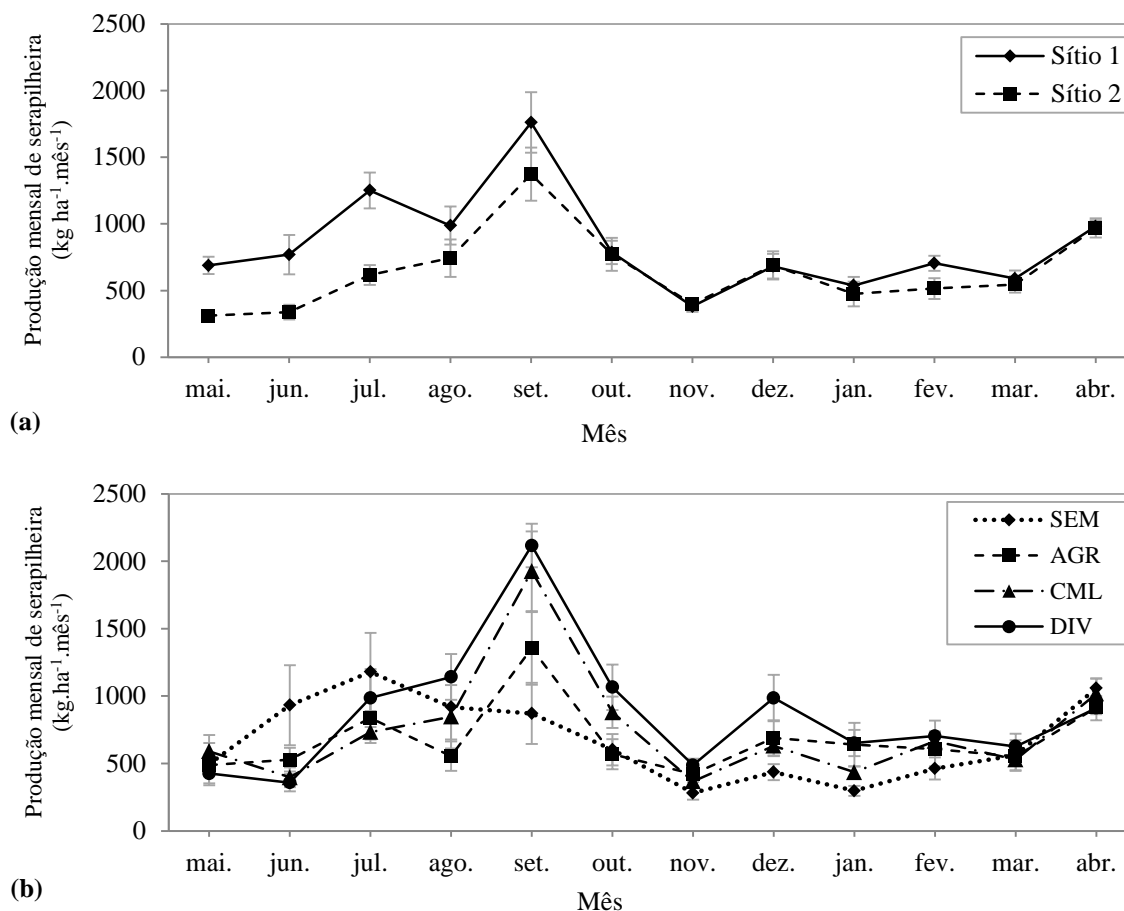 2500
2000
1500
1000
500
0
Produção mensal de serapilheira
(kg ha⁻¹.mês⁻¹)
Sítio 1
Sítio 2
mai. jun. jul. ago. set. out. nov. dez. jan. fev. mar. abr.
(a)
Mês
2500
2000
1500
1000
500
0
Produção mensal de serapilheira
(kg.ha⁻¹.mês⁻¹)
SEM
AGR
CML
DIV
mai. jun. jul. ago. set. out. nov. dez. jan. fev. mar. abr.
(b)
Mês